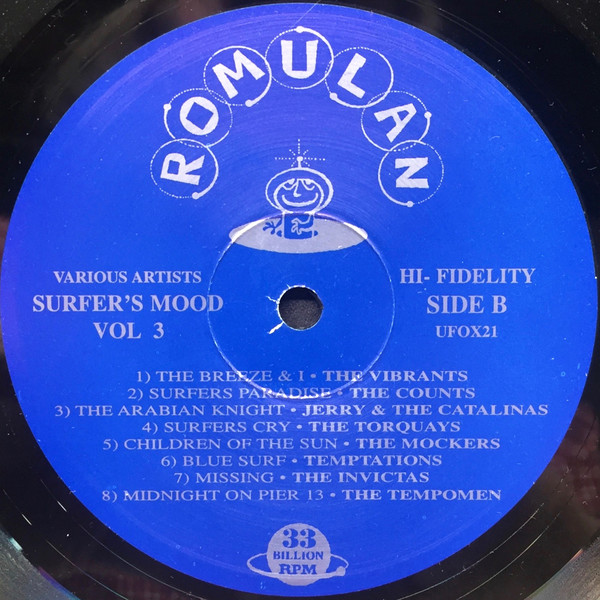 ROMULAN
VARIOUS ARTISTS
SURFER'S MOOD
VOL 3
HI- FIDELITY
SIDE B
UFOX21
1) THE BREEZE & I • THE VIBRANTS
2) SURFERS PARADISE • THE COUNTS
3) THE ARABIAN KNIGHT • JERRY & THE CATALINAS
4) SURFERS CRY • THE TORQUAYS
5) CHILDREN OF THE SUN • THE MOCKERS
6) BLUE SURF • TEMPTATIONS
7) MISSING • THE INVICTAS
8) MIDNIGHT ON PIER 13 • THE TEMPOMEN
33
BILLION
RPM